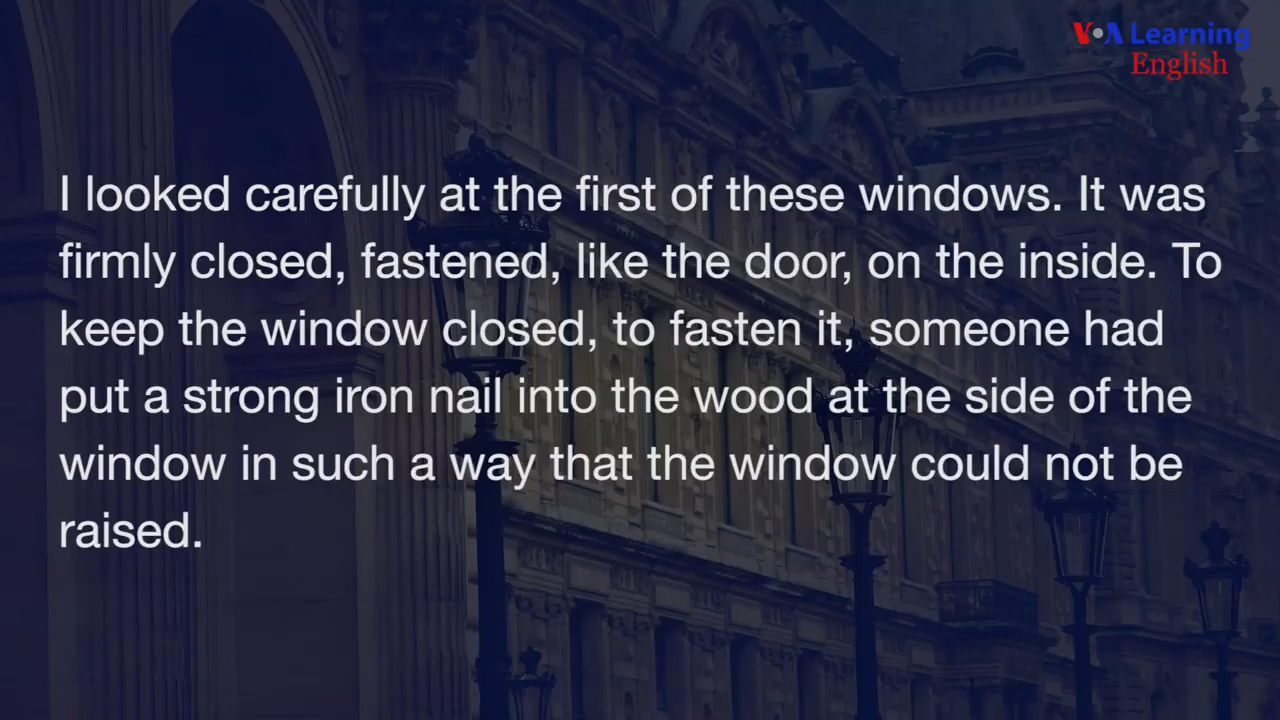 VOA Learning
English
I looked carefully at the first of these windows. It was
firmly closed, fastened, like the door, on the inside. To
keep the window closed, to fasten it, someone had
put a strong iron nail into the wood at the side of the
window in such a way that the window could not be
raised.